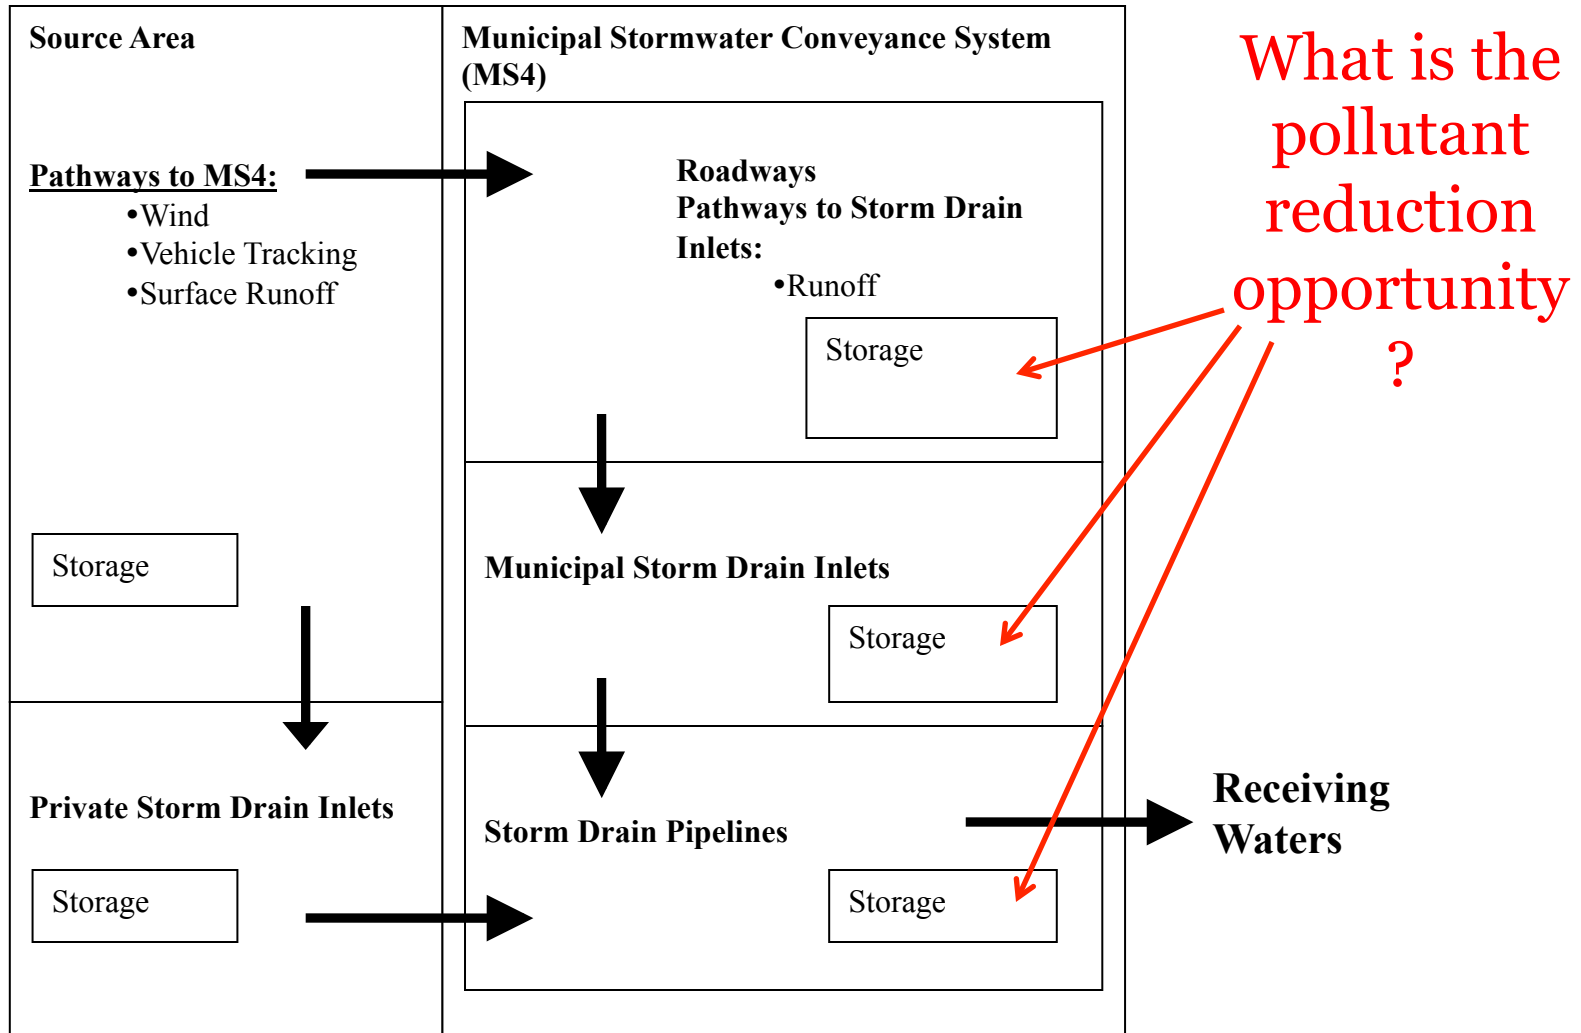 Source Area
Pathways to MS4:
•Wind
•Vehicle Tracking
•Surface Runoff
Storage
Private Storm Drain Inlets
Storage
Municipal Stormwater Conveyance System
(MS4)
Roadways
Pathways to Storm Drain
Inlets:
•Runoff
Storage
Municipal Storm Drain Inlets
Storage
Storm Drain Pipelines
Storage
Receiving
Waters
What is the
pollutant
reduction
opportunity
?